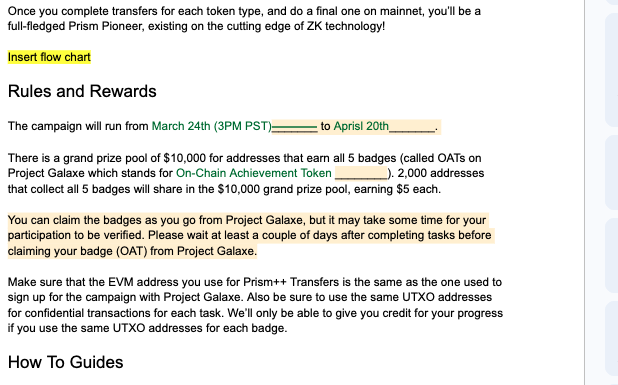 Once you complete transfers for each token type, and do a final one on mainnet, you'll be a
full-fledged Prism Pioneer, existing on the cutting edge of ZK technology!
Insert flow chart
Rules and Rewards
The campaign will run from March 24th (3PM PST)_______ to Aprisl 20th_______.
There is a grand prize pool of $10,000 for addresses that earn all 5 badges (called OATs on
Project Galaxe which stands for On-Chain Achievement Token ________). 2,000 addresses
that collect all 5 badges will share in the $10,000 grand prize pool, earning $5 each.
You can claim the badges as you go from Project Galaxe, but it may take some time for your
participation to be verified. Please wait at least a couple of days after completing tasks before
claiming your badge (OAT) from Project Galaxe.
Make sure that the EVM address you use for Prism++ Transfers is the same as the one used to
sign up for the campaign with Project Galaxe. Also be sure to use the same UTXO addresses
for confidential transactions for each task. We'll only be able to give you credit for your progress
if you use the same UTXO addresses for each badge.
How To Guides